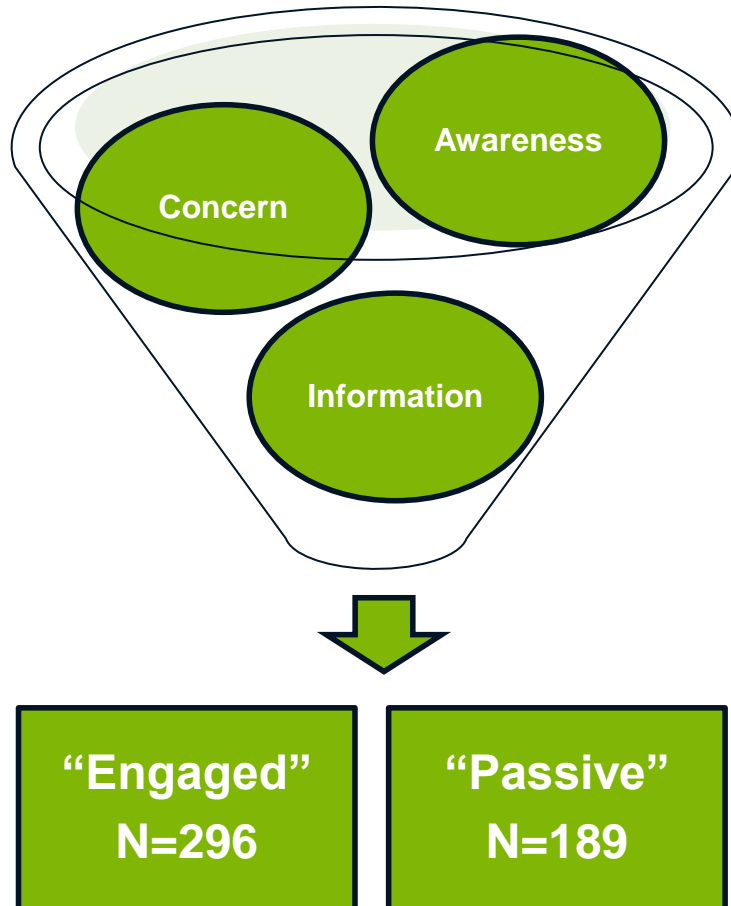 Awareness
Concern
Information
“Engaged”
N=296
“Passive”
N=189